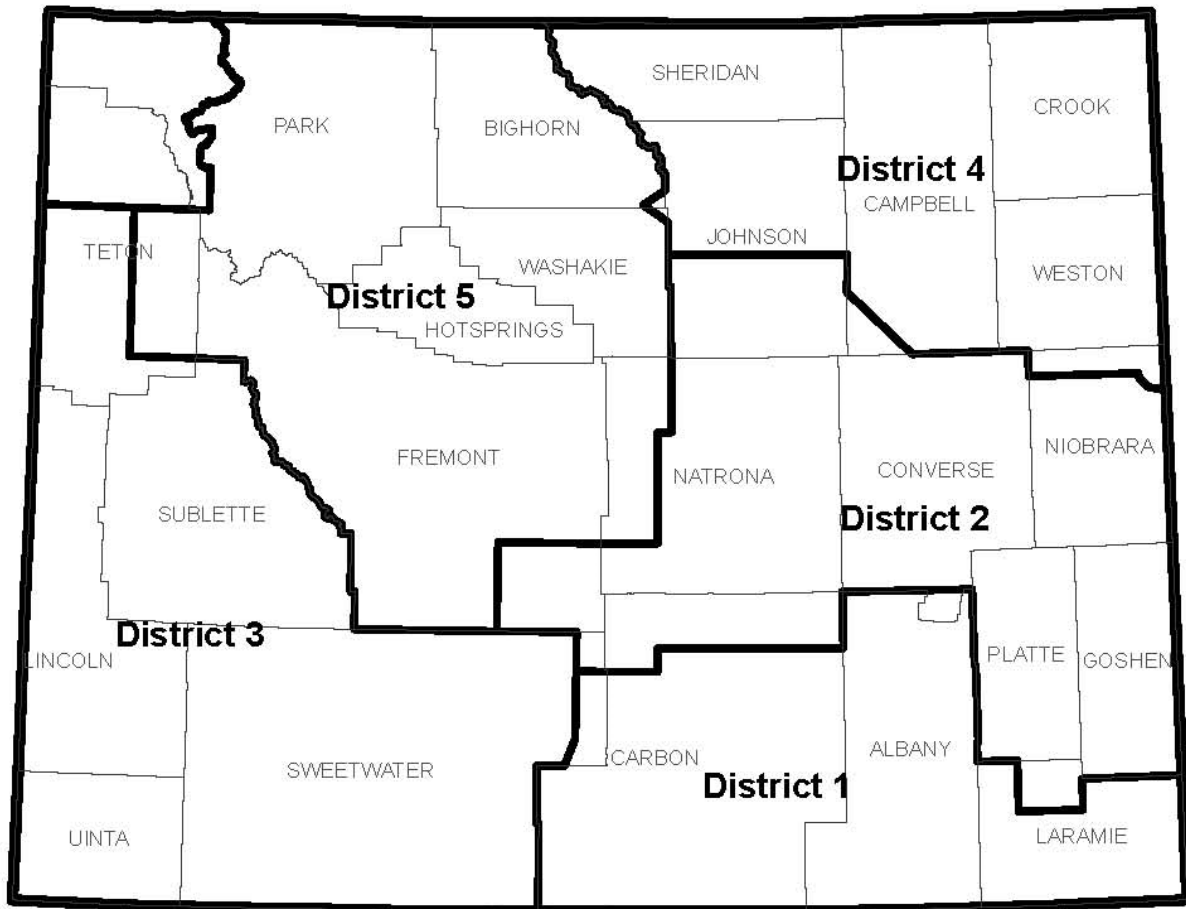 SHERIDAN
CROOK
PARK
BIGHORN
District 4
CAMPBELL
JOHNSON
TETON
WASHAKIE
WESTON
District 5
HOTSPRINGS
NIOBRARA
FREMONT
CONVERSE
NATRONA
SUBLETTE
District 2
District 3
LINCOLN
PLATTE
GOSHEN
ALBANY
CARBON
SWEETWATER
District 1
UINTA
LARAMIE